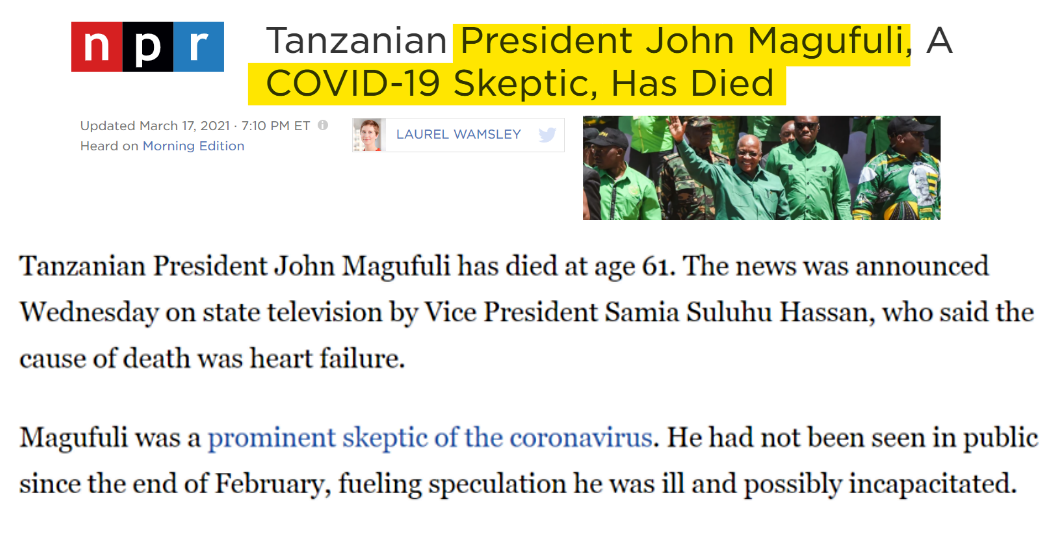 npr
Tanzanian President John Magufuli, A
COVID-19 Skeptic, Has Died
Updated March 17, 2021 · 7:10 PM ET
Heard on Morning Edition
LAUREL WAMSLEY
Tanzanian President John Magufuli has died at age 61. The news was announced
Wednesday on state television by Vice President Samia Suluhu Hassan, who said the
cause of death was heart failure.
Magufuli was a prominent skeptic of the coronavirus. He had not been seen in public
since the end of February, fueling speculation he was ill and possibly incapacitated.